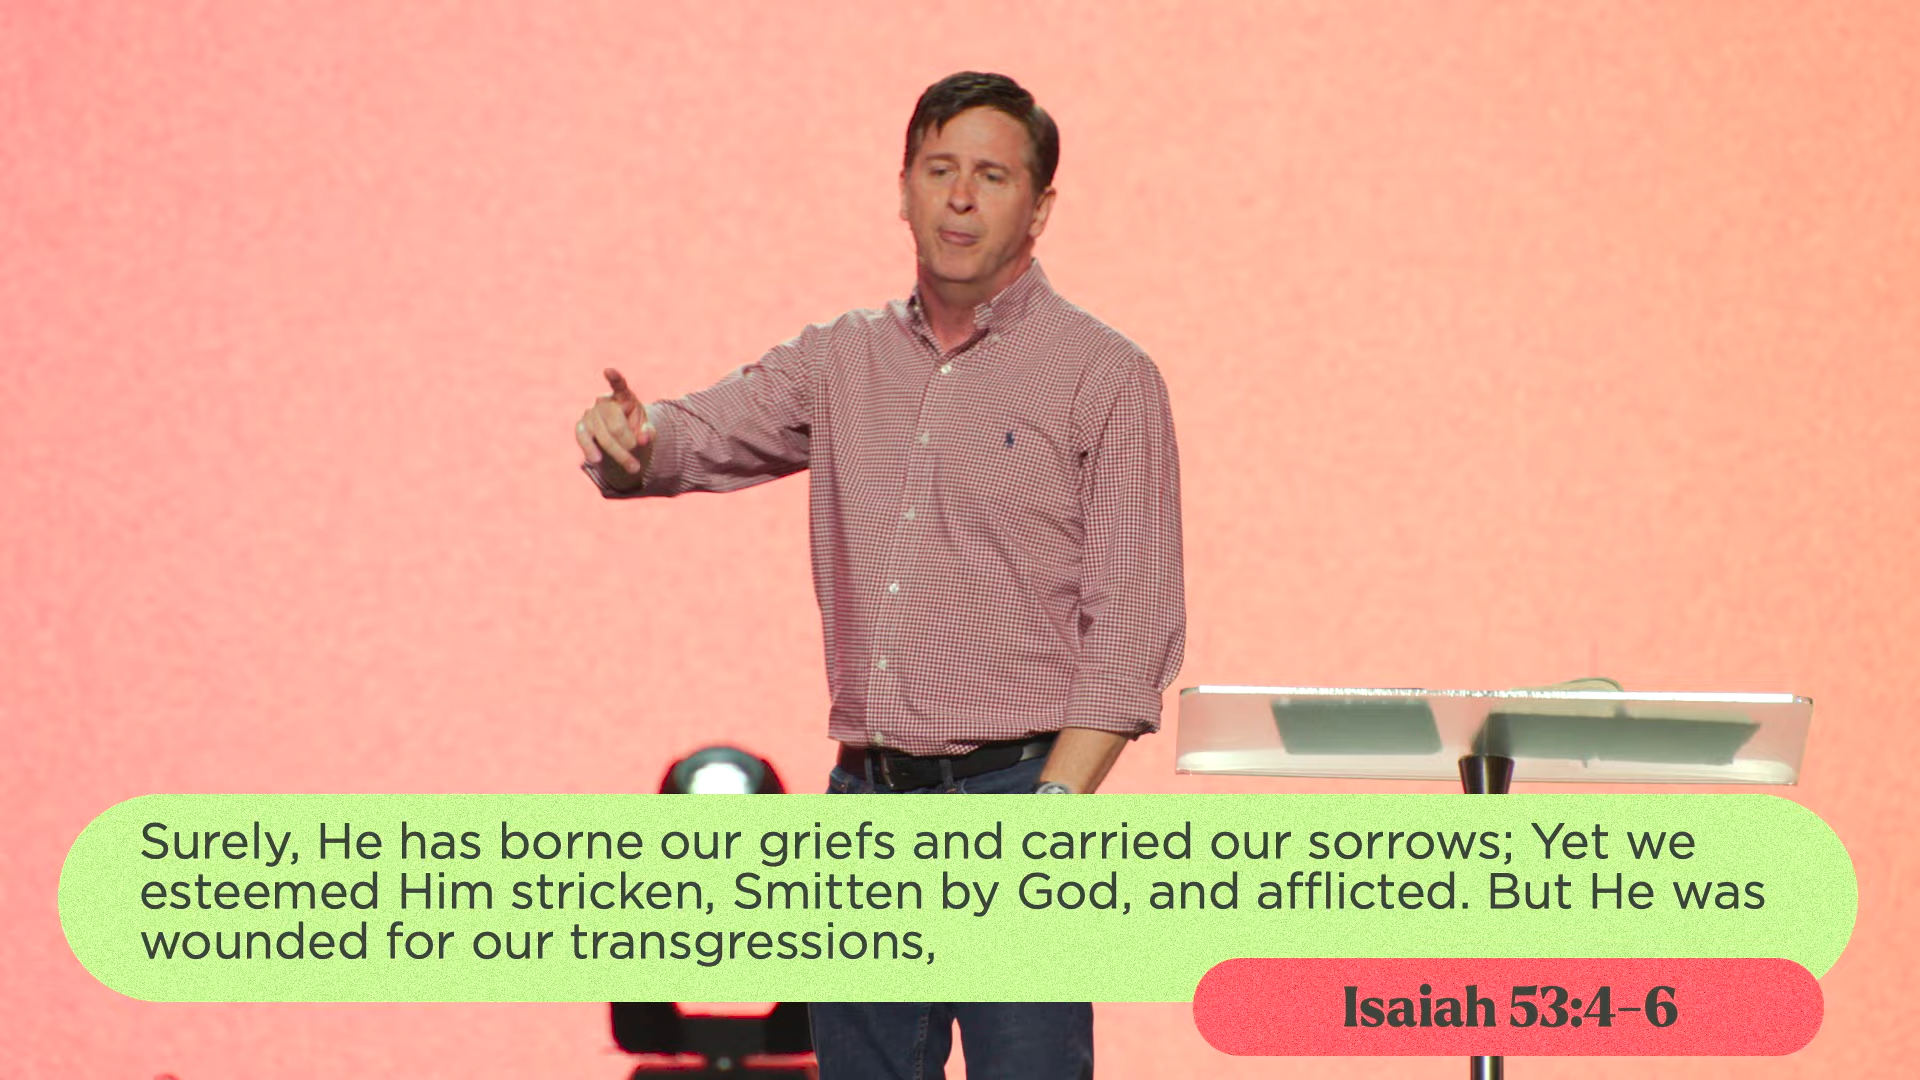 Surely, He has borne our griefs and carried our sorrows; Yet we
esteemed Him stricken, Smitten by God, and afflicted. But He was
wounded for our transgressions,
Isaiah 53:4–6